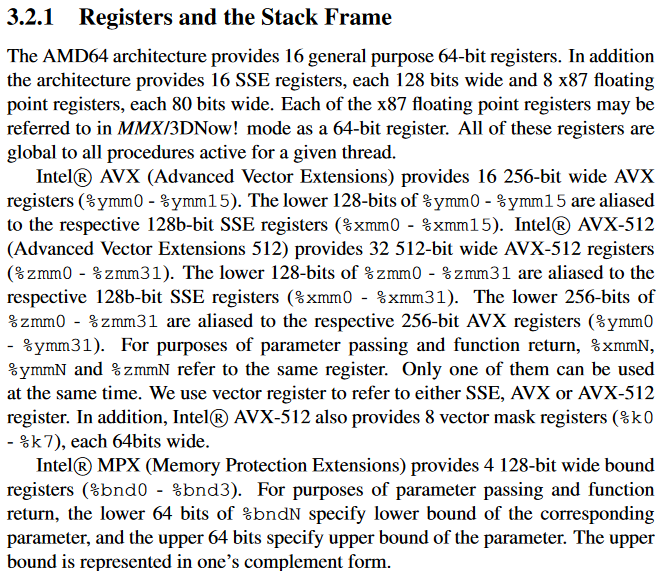 3.2.1 Registers and the Stack Frame
The AMD64 architecture provides 16 general purpose 64-bit registers. In addition
the architecture provides 16 SSE registers, each 128 bits wide and 8 x87 floating
point registers, each 80 bits wide. Each of the x87 floating point registers may be
referred to in MMX/3DNow! mode as a 64-bit register. All of these registers are
global to all procedures active for a given thread.
Intel® AVX (Advanced Vector Extensions) provides 16 256-bit wide AVX
registers (%ymm0 - %ymm15). The lower 128-bits of %ymm0 - %ymm15 are aliased
to the respective 128b-bit SSE registers (%xmm0 - %xmm15). Intel® AVX-512
(Advanced Vector Extensions 512) provides 32 512-bit wide AVX-512 registers
(%zmm0 - %zmm31). The lower 128-bits of %zmm0 - %zmm31 are aliased to the
respective 128b-bit SSE registers (%xmm0 - %xmm31). The lower 256-bits of
%zmm0 - %zmm31 are aliased to the respective 256-bit AVX registers (%ymm0
- %ymm31). For purposes of parameter passing and function return, %xmmN,
%ymmN and %zmmN refer to the same register. Only one of them can be used
at the same time. We use vector register to refer to either SSE, AVX or AVX-512
register. In addition, Intel® AVX-512 also provides 8 vector mask registers (%k0
- %k7), each 64bits wide.
Intel® MPX (Memory Protection Extensions) provides 4 128-bit wide bound
registers (%bnd0 - %bnd3). For purposes of parameter passing and function
return, the lower 64 bits of %bndN specify lower bound of the corresponding
parameter, and the upper 64 bits specify upper bound of the parameter. The upper
bound is represented in one's complement form.